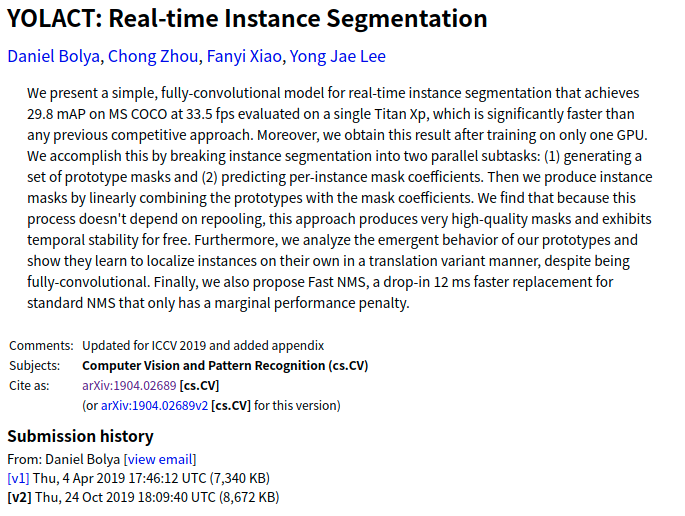 YOLACT: Real-time Instance Segmentation
Daniel Bolya, Chong Zhou, Fanyi Xiao, Yong Jae Lee
We present a simple, fully-convolutional model for real-time instance segmentation that achieves
29.8 mAP on MS COCO at 33.5 fps evaluated on a single Titan Xp, which is significantly faster than
any previous competitive approach. Moreover, we obtain this result after training on only one GPU.
We accomplish this by breaking instance segmentation into two parallel subtasks: (1) generating a
set of prototype masks and (2) predicting per-instance mask coefficients. Then we produce instance
masks by linearly combining the prototypes with the mask coefficients. We find that because this
process doesn't depend on repooling, this approach produces very high-quality masks and exhibits
temporal stability for free. Furthermore, we analyze the emergent behavior of our prototypes and
show they learn to localize instances on their own in a translation variant manner, despite being
fully-convolutional. Finally, we also propose Fast NMS, a drop-in 12 ms faster replacement for
standard NMS that only has a marginal performance penalty.
Comments: Updated for ICCV 2019 and added appendix
Subjects: Computer Vision and Pattern Recognition (cs.CV)
Cite as: arXiv:1904.02689 [cs.CV]
(or arXiv:1904.02689v2 [cs.CV] for this version)
Submission history
From: Daniel Bolya [view email]
[v1] Thu, 4 Apr 2019 17:46:12 UTC (7,340 KB)
[v2] Thu, 24 Oct 2019 18:09:40 UTC (8,672 KB)